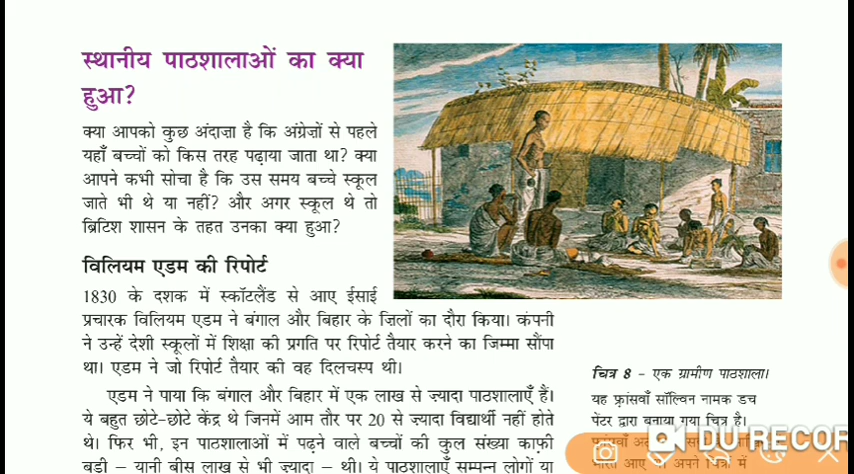 स्थानीय पाठशालाओं का क्या
हुआ?
क्या आपको कुछ अंदाज़ा है कि अंग्रेज़ों से पहले
यहाँ बच्चों को किस तरह पढ़ाया जाता था? क्या
आपने कभी सोचा है कि उस समय बच्चे स्कूल
जाते भी थे या नहीं? और अगर स्कूल थे तो
ब्रिटिश शासन के तहत उनका क्या हुआ?
विलियम एडम की रिपोर्ट
1830 के दशक में स्कॉटलैंड से आए ईसाई
प्रचारक विलियम एडम ने बंगाल और बिहार के ज़िलों का दौरा किया। कंपनी
ने उन्हें देशी स्कूलों में शिक्षा की प्रगति पर रिपोर्ट तैयार करने का जिम्मा सौंपा
था। एडम ने जो रिपोर्ट तैयार की वह दिलचस्प थी।
एडम ने पाया कि बंगाल और बिहार में एक लाख से ज़्यादा पाठशालाएँ हैं।
ये बहुत छोटे-छोटे केंद्र थे जिनमें आम तौर पर 20 से ज़्यादा विद्यार्थी नहीं होते
थे। फिर भी, इन पाठशालाओं में पढ़ने वाले बच्चों की कुल संख्या काफ़ी
बड़ी – यानी बीस लाख से भी ज़्यादा – थी। ये पाठशालाएँ सम्पन्न लोगों या
चित्र 8 – एक ग्रामीण पाठशाला।
यह फ़्रांसवाँ सॉल्विन नामक डच
पेंटर द्वारा बनाया गया चित्र है।
फ़्रांसवाँ
आए थे अपने चित्रों में
DU RECOR